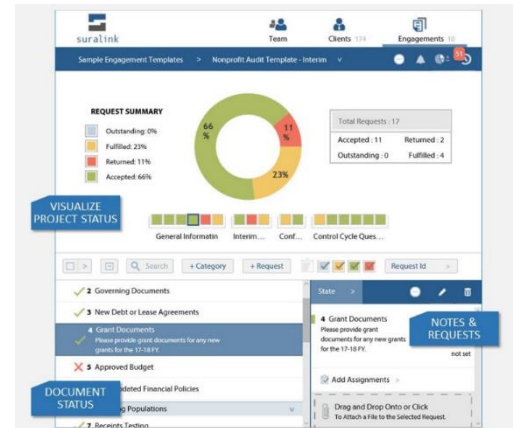 suralink
Team
Clients 174
Engagements 10
Sample Engagement Templates > Nonprofit Audit Template - Interim
51
REQUEST SUMMARY
Outstanding: 0%
Fulfilled: 23%
Returned: 11%
Accepted: 66%
66 %
11 %
23%
Total Requests : 17
Accepted : 11 Returned : 2
Outstanding : 0 Fulfilled : 4
VISUALIZE
PROJECT STATUS
General Informatin Interim... Conf... Control Cycle Ques...
Search + Category + Request Request Id
2 Governing Documents
3 New Debt or Lease Agreements
4 Grant Documents
Please provide grant documents for any new
grants for the 17-18 FY.
5 Approved Budget
dated Financial Policies
Populations
7 Receipts Testing
DOCUMENT
STATUS
State >
4 Grant Documents
Please provide grant
documents for any new grants
for the 17-18 FY.
not set
NOTES &
REQUESTS
Add Assignments >
Drag and Drop Onto or Click
To Attach a File to the Selected Request.